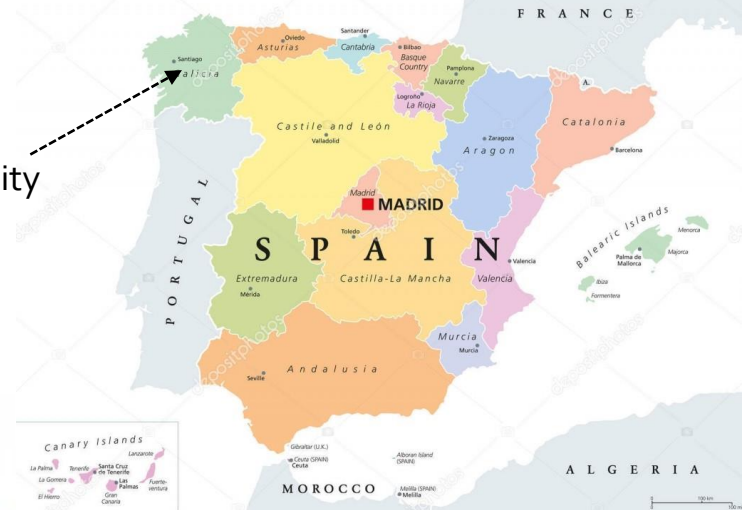 FRANCE
Santander
Oviedo
Asturias
Cantabria
Bilbao
Basque
Country
Pamplona
Navarre
Santiago
Galicia
Logroño
La Rioja
A.
Castile and León
Valladolid
Zaragoza
Aragon
Catalonia
Barcelona
ity
Madrid
MADRID
PORTUGAL
Toledo
SPAIN
Extremadura
Mérida
Castilla-La Mancha
Valencia
Valencia
Balearic Islands
Menorca
Palma de
Mallorca
Majorca
Ibiza
Formentera
Murcia
Murcia
Andalusia
Seville
Canary Islands
Lanzarote
La Palma
Tenerife
Santa Cruz
de Tenerife
La Gomera
Las
Palmas
Fuerte-
ventura
El Hierro
Gran
Canaria
Gibraltar (U.K.)
Ceuta (SPAIN)
Ceuta
Alboran Island
(SPAIN)
MOROCCO
Melilla (SPAIN)
Melilla
ALGERIA
depositphotos